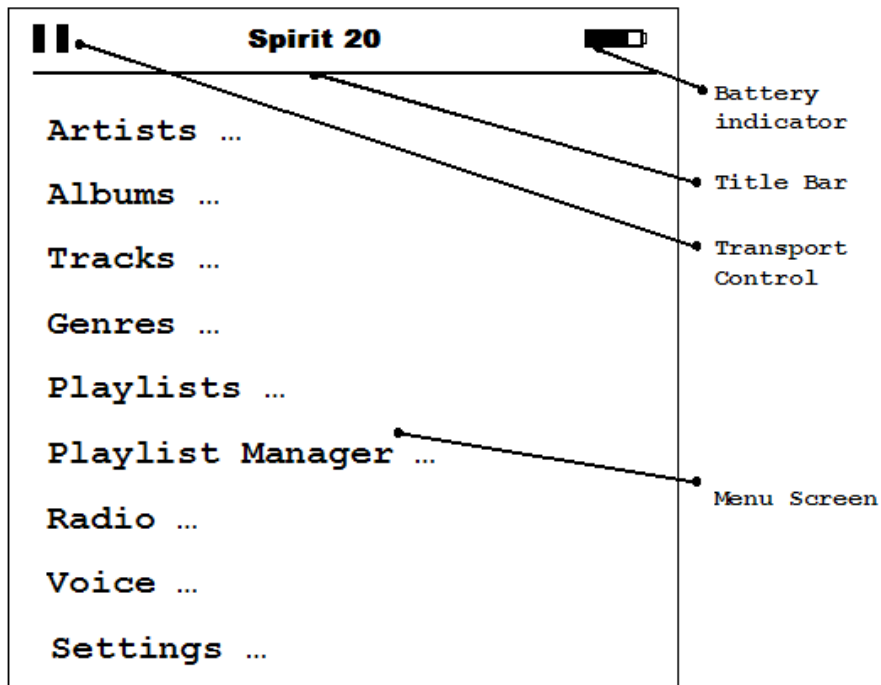 Spirit 20
Battery
indicator
Artists …
Title Bar
Albums …
Transport
Control
Tracks …
Genres …
Playlists …
Playlist Manager …
Menu Screen
Radio …
Voice …
Settings …